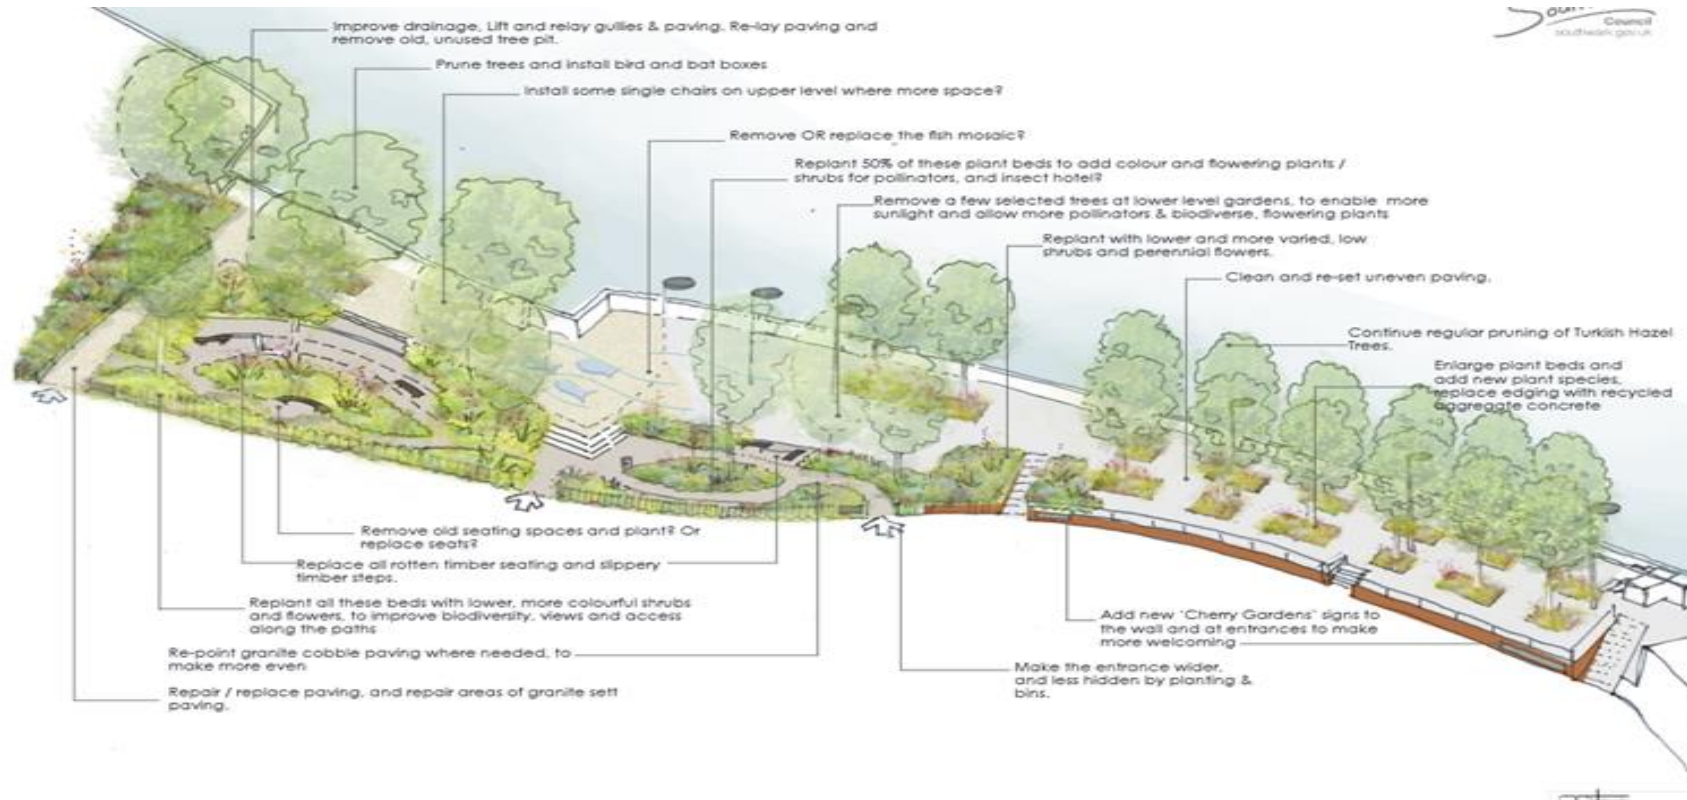 Council
southwark.gov.uk
Improve drainage, Lift and relay gullies & paving. Re-lay paving and
remove old, unused tree pit.
Prune trees and install bird and bat boxes
Install some single chairs on upper level where more space?
Remove OR replace the fish mosaic?
Replant 50% of these plant beds to add colour and flowering plants /
shrubs for pollinators, and insect hotel?
Remove a few selected trees at lower level gardens, to enable more
sunlight and allow more pollinators & biodiverse, flowering plants
Replant with lower and more varied, low
shrubs and perennial flowers.
Clean and re-set uneven paving.
Continue regular pruning of Turkish Hazel
Trees.
Enlarge plant beds and
add new plant species,
replace edging with recycled
aggregate concrete
Remove old seating spaces and plant? Or
replace seats?
Replace all rotten timber seating and slippery
timber steps.
Replant all these beds with lower, more colourful shrubs
and flowers, to improve biodiversity, views and access
along the paths
Re-point granite cobble paving where needed, to
make more even
Repair / replace paving, and repair areas of granite sett
paving.
Add new 'Cherry Gardens' signs to
the wall and at entrances to make
more welcoming
Make the entrance wider,
and less hidden by planting &
bins.